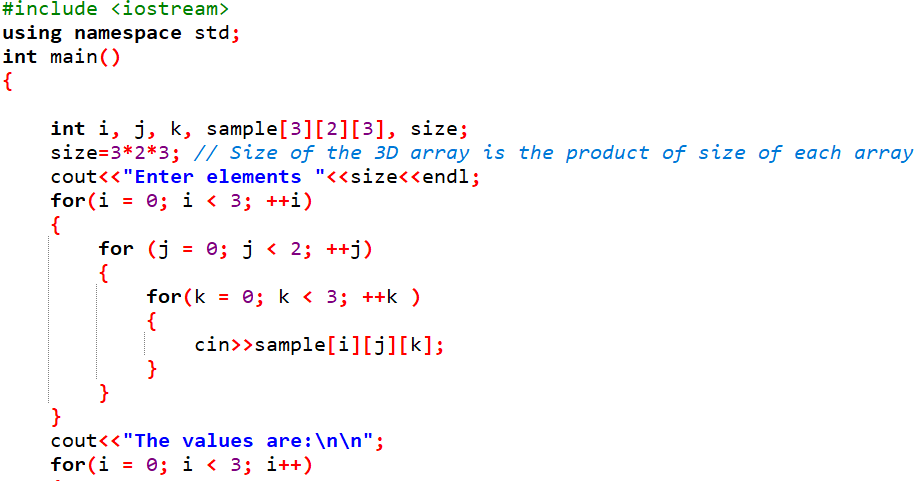 #include <iostream>
using namespace std;
int main()
{
int i, j, k, sample[3][2][3], size;
size=3*2*3; // Size of the 3D array is the product of size of each array
cout<<"Enter elements "<<size<<endl;
for(i = 0; i < 3; ++i)
{
for (j = 0; j < 2; ++j)
{
for(k = 0; k < 3; ++k )
{
cin>>sample[i][j][k];
}
}
}
cout<<"The values are:\n\n";
for(i = 0; i < 3; i++)